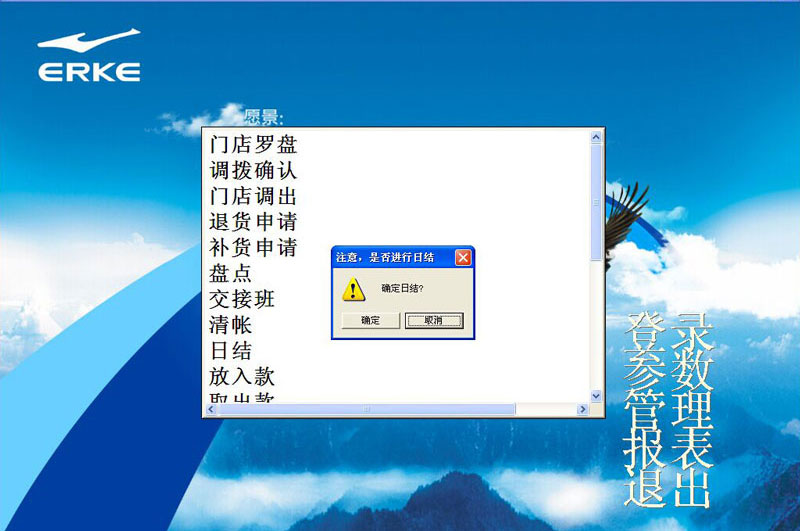 ERKE
愿景:
门店罗盘
调拨确认
门店调出
退货申请
补货申请
盘点
交接班
清帐
日结
放入款
取出款
注意，是否进行日结
确定日结?
确定
取消
登录
参数
管理
报表
退出